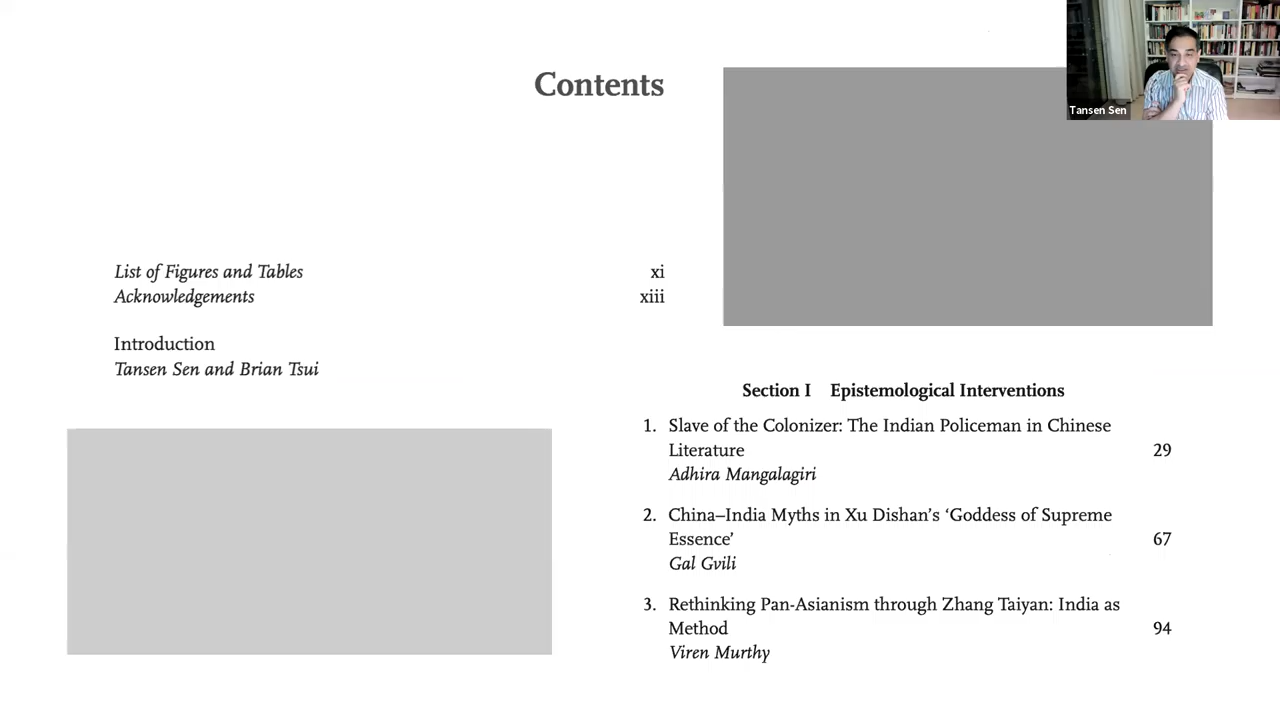 Contents
Tansen Sen
List of Figures and Tables xi
Acknowledgements xiii
Introduction
Tansen Sen and Brian Tsui
Section I Epistemological Interventions
1. Slave of the Colonizer: The Indian Policeman in Chinese
Literature 29
Adhira Mangalagiri
2. China–India Myths in Xu Dishan’s ‘Goddess of Supreme
Essence’ 67
Gal Gvili
3. Rethinking Pan-Asianism through Zhang Taiyan: India as
Method 94
Viren Murthy